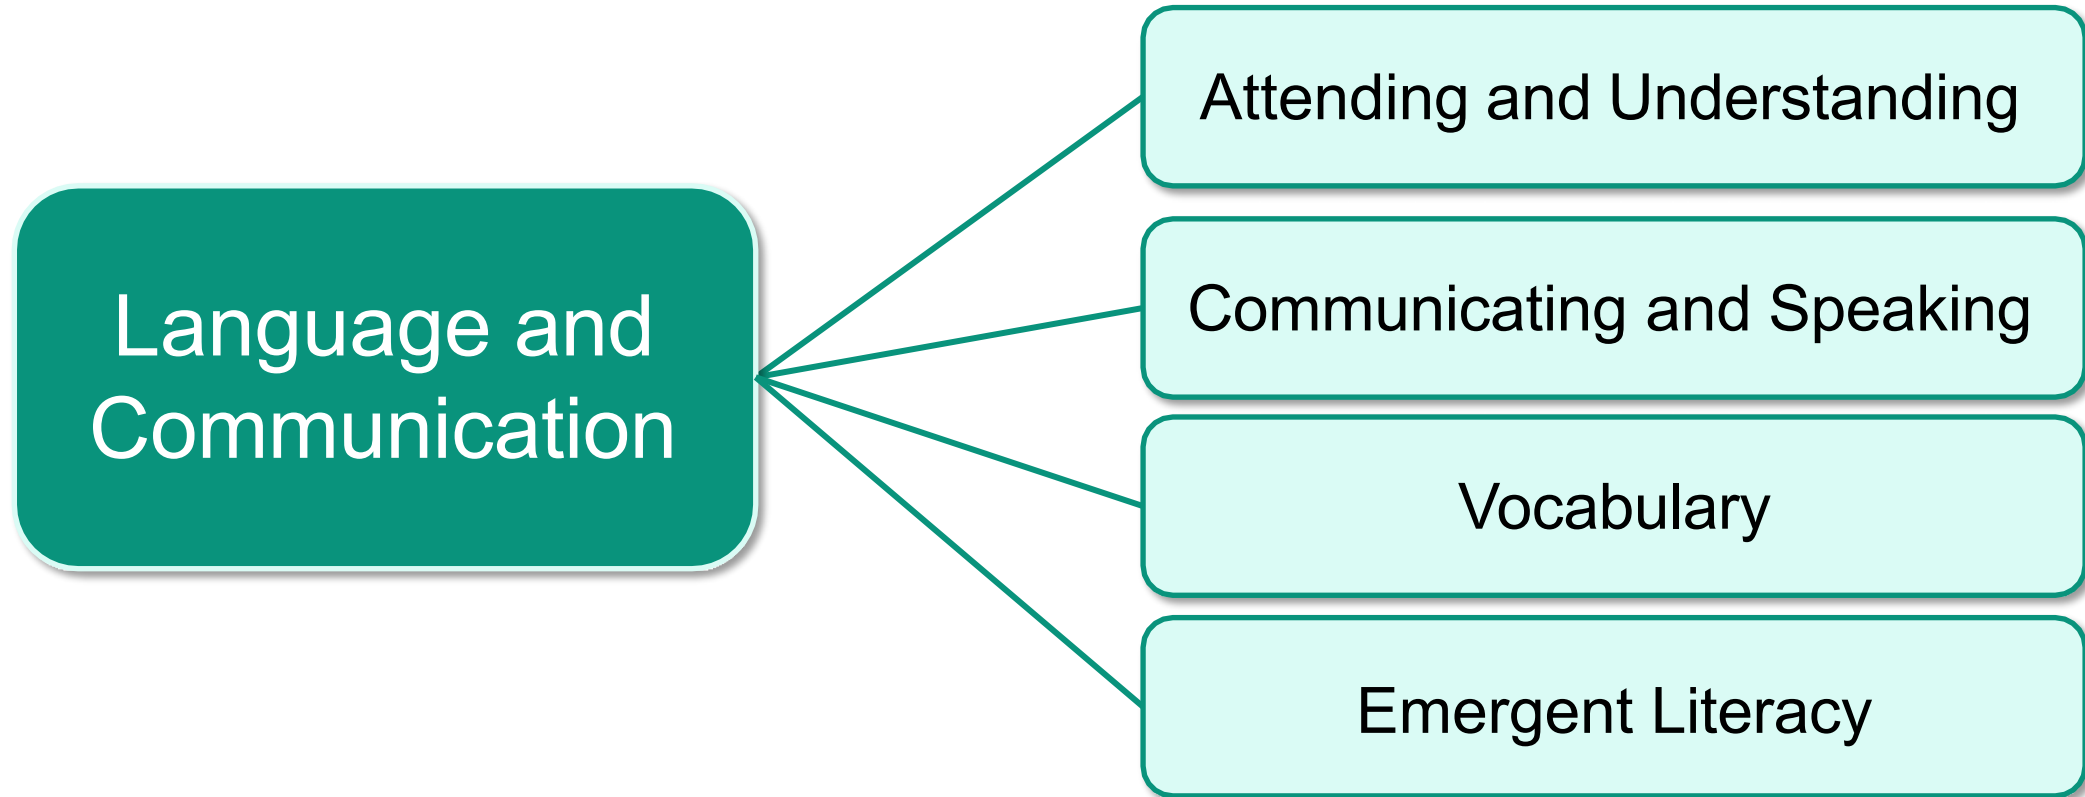 Language and
Communication
Attending and Understanding
Communicating and Speaking
Vocabulary
Emergent Literacy